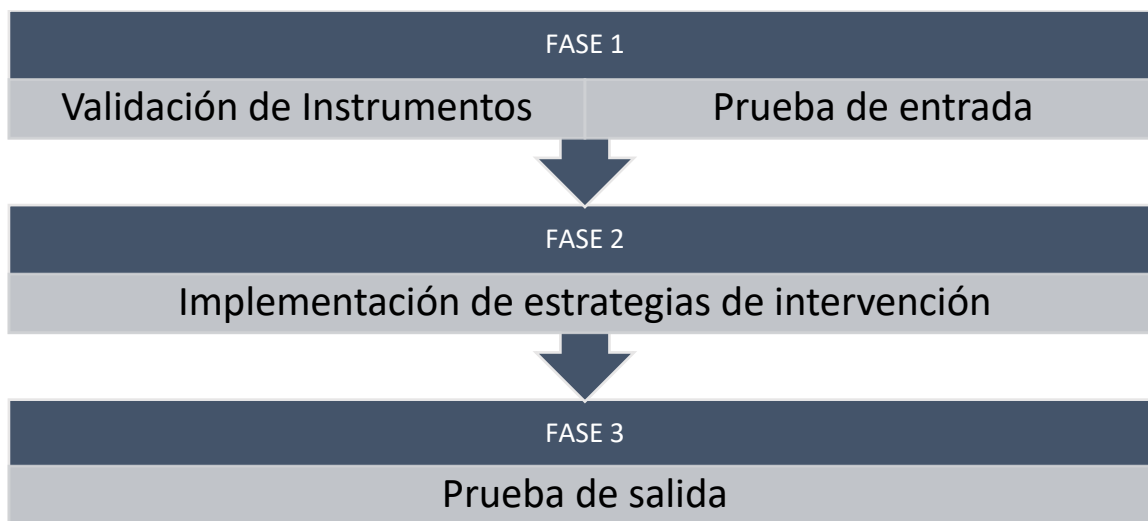 FASE 1
Validación de Instrumentos
Prueba de entrada
FASE 2
Implementación de estrategias de intervención
FASE 3
Prueba de salida